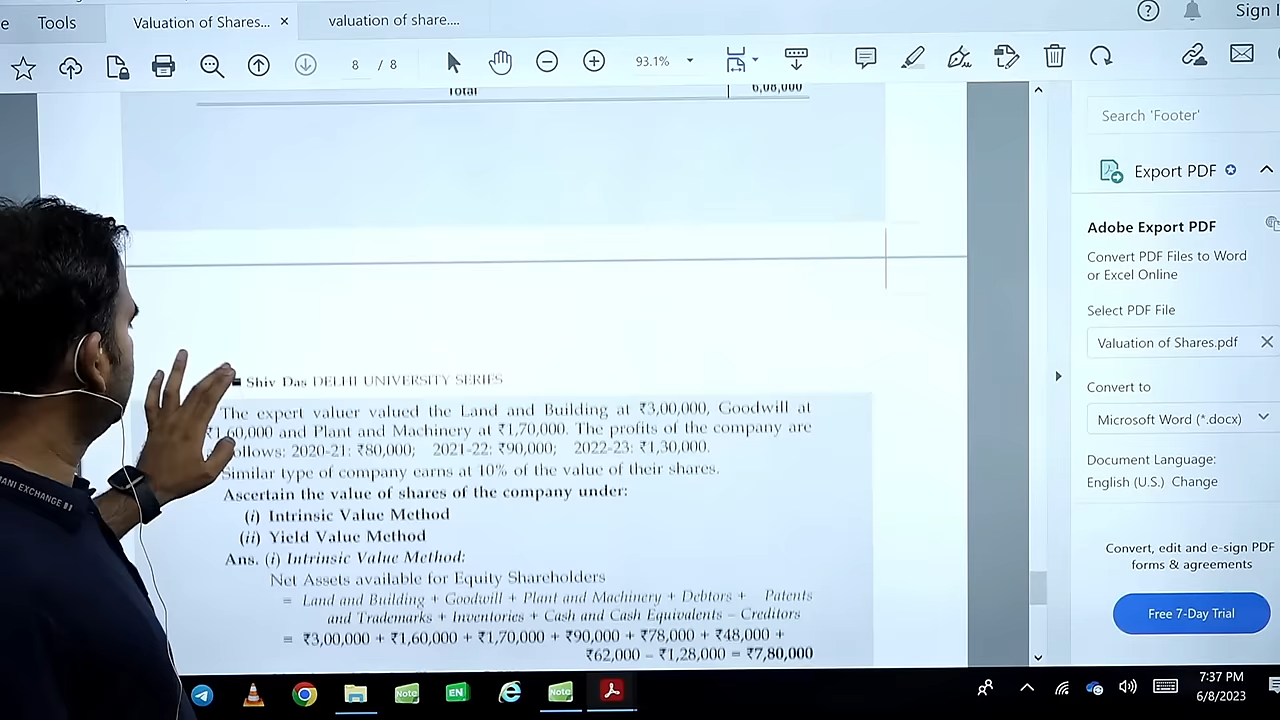 Tools
Valuation of Shares... ×
valuation of share....
Sign
8 / 8
93.1%
Total 6,08,000
Search 'Footer'
Export PDF
Adobe Export PDF
Convert PDF Files to Word
or Excel Online
Select PDF File
Valuation of Shares.pdf
Convert to
Microsoft Word (*.docx)
Document Language:
English (U.S.) Change
Convert, edit and e-sign PDF
forms & agreements
Free 7-Day Trial
Shiv Das DELHI UNIVERSITY SERIES
The expert valuer valued the Land and Building at ₹3,00,000, Goodwill at
₹1,60,000 and Plant and Machinery at ₹1,70,000. The profits of the company are
ollows: 2020-21: ₹80,000; 2021-22: ₹90,000; 2022-23: ₹1,30,000.
Similar type of company earns at 10% of the value of their shares.
Ascertain the value of shares of the company under:
(i) Intrinsic Value Method
(ii) Yield Value Method
Ans. (i) Intrinsic Value Method:
Net Assets available for Equity Shareholders
= Land and Building + Goodwill + Plant and Machinery + Debtors + Patents
and Trademarks + Inventories + Cash and Cash Equivalents – Creditors
= ₹3,00,000 + ₹1,60,000 + ₹1,70,000 + ₹90,000 + ₹78,000 + ₹48,000 +
₹62,000 – ₹1,28,000 = ₹7,80,000
ANI EXCHANGE
Note
EN
Note
7:37 PM
6/8/2023